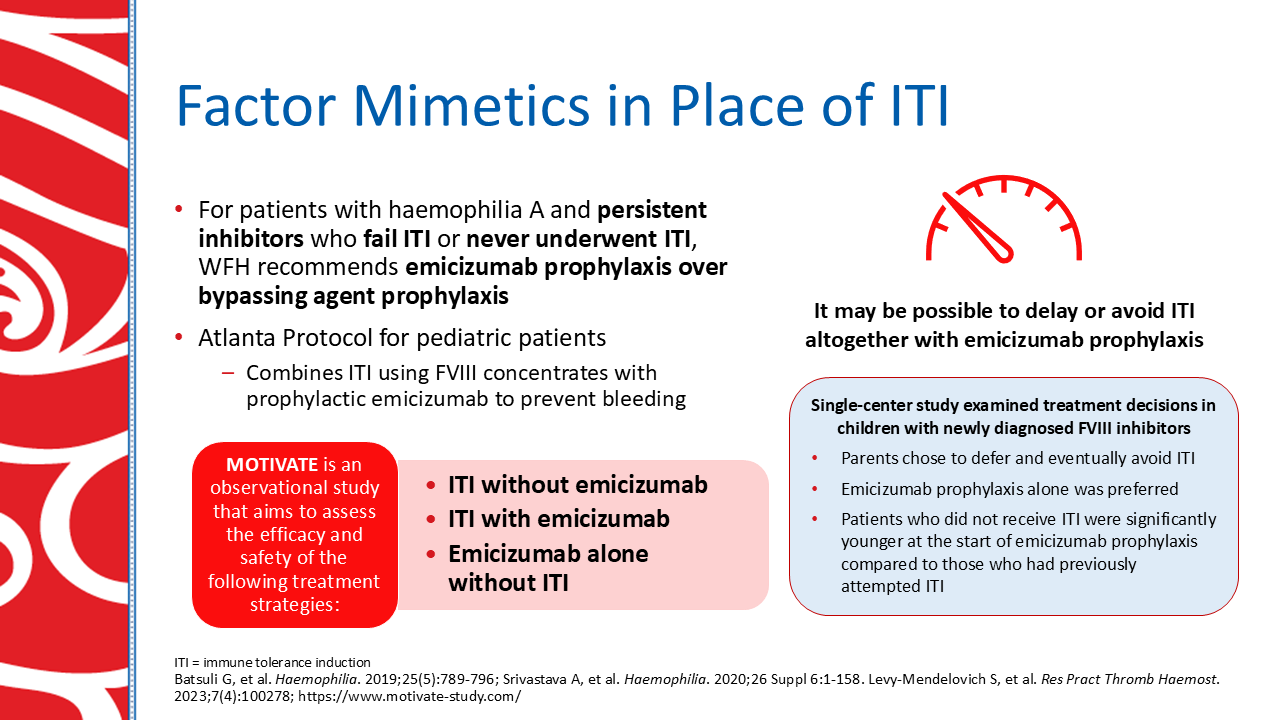 Factor Mimetics in Place of ITI
• For patients with haemophilia A and persistent
inhibitors who fail ITI or never underwent ITI,
WFH recommends emicizumab prophylaxis over
bypassing agent prophylaxis
• Atlanta Protocol for pediatric patients
– Combines ITI using FVIII concentrates with
prophylactic emicizumab to prevent bleeding
MOTIVATE is an
observational study
that aims to assess
the efficacy and
safety of the
following treatment
strategies:
• ITI without emicizumab
• ITI with emicizumab
• Emicizumab alone
without ITI
It may be possible to delay or avoid ITI
altogether with emicizumab prophylaxis
Single-center study examined treatment decisions in
children with newly diagnosed FVIII inhibitors
• Parents chose to defer and eventually avoid ITI
• Emicizumab prophylaxis alone was preferred
• Patients who did not receive ITI were significantly
younger at the start of emicizumab prophylaxis
compared to those who had previously
attempted ITI
ITI = immune tolerance induction
Batsuli G, et al. Haemophilia. 2019;25(5):789-796; Srivastava A, et al. Haemophilia. 2020;26 Suppl 6:1-158. Levy-Mendelovich S, et al. Res Pract Thromb Haemost.
2023;7(4):100278; https://www.motivate-study.com/